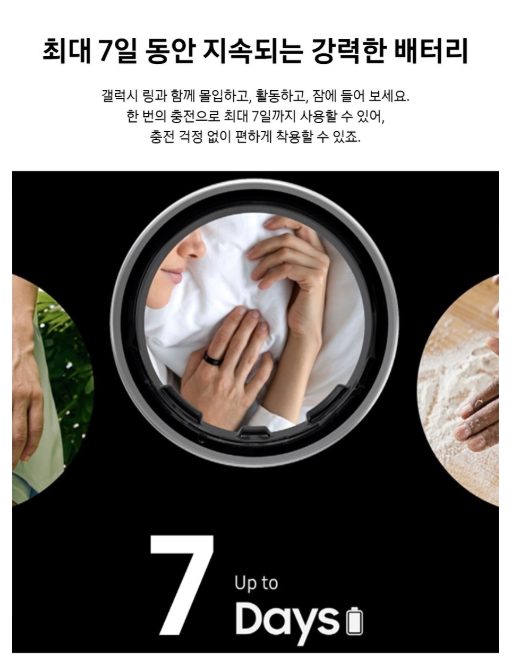 최대 7일 동안 지속되는 강력한 배터리
갤럭시 링과 함께 몰입하고, 활동하고, 잠에 들어 보세요.
한 번의 충전으로 최대 7일까지 사용할 수 있어,
충전 걱정 없이 편하게 착용할 수 있죠.
7 Up to
Days